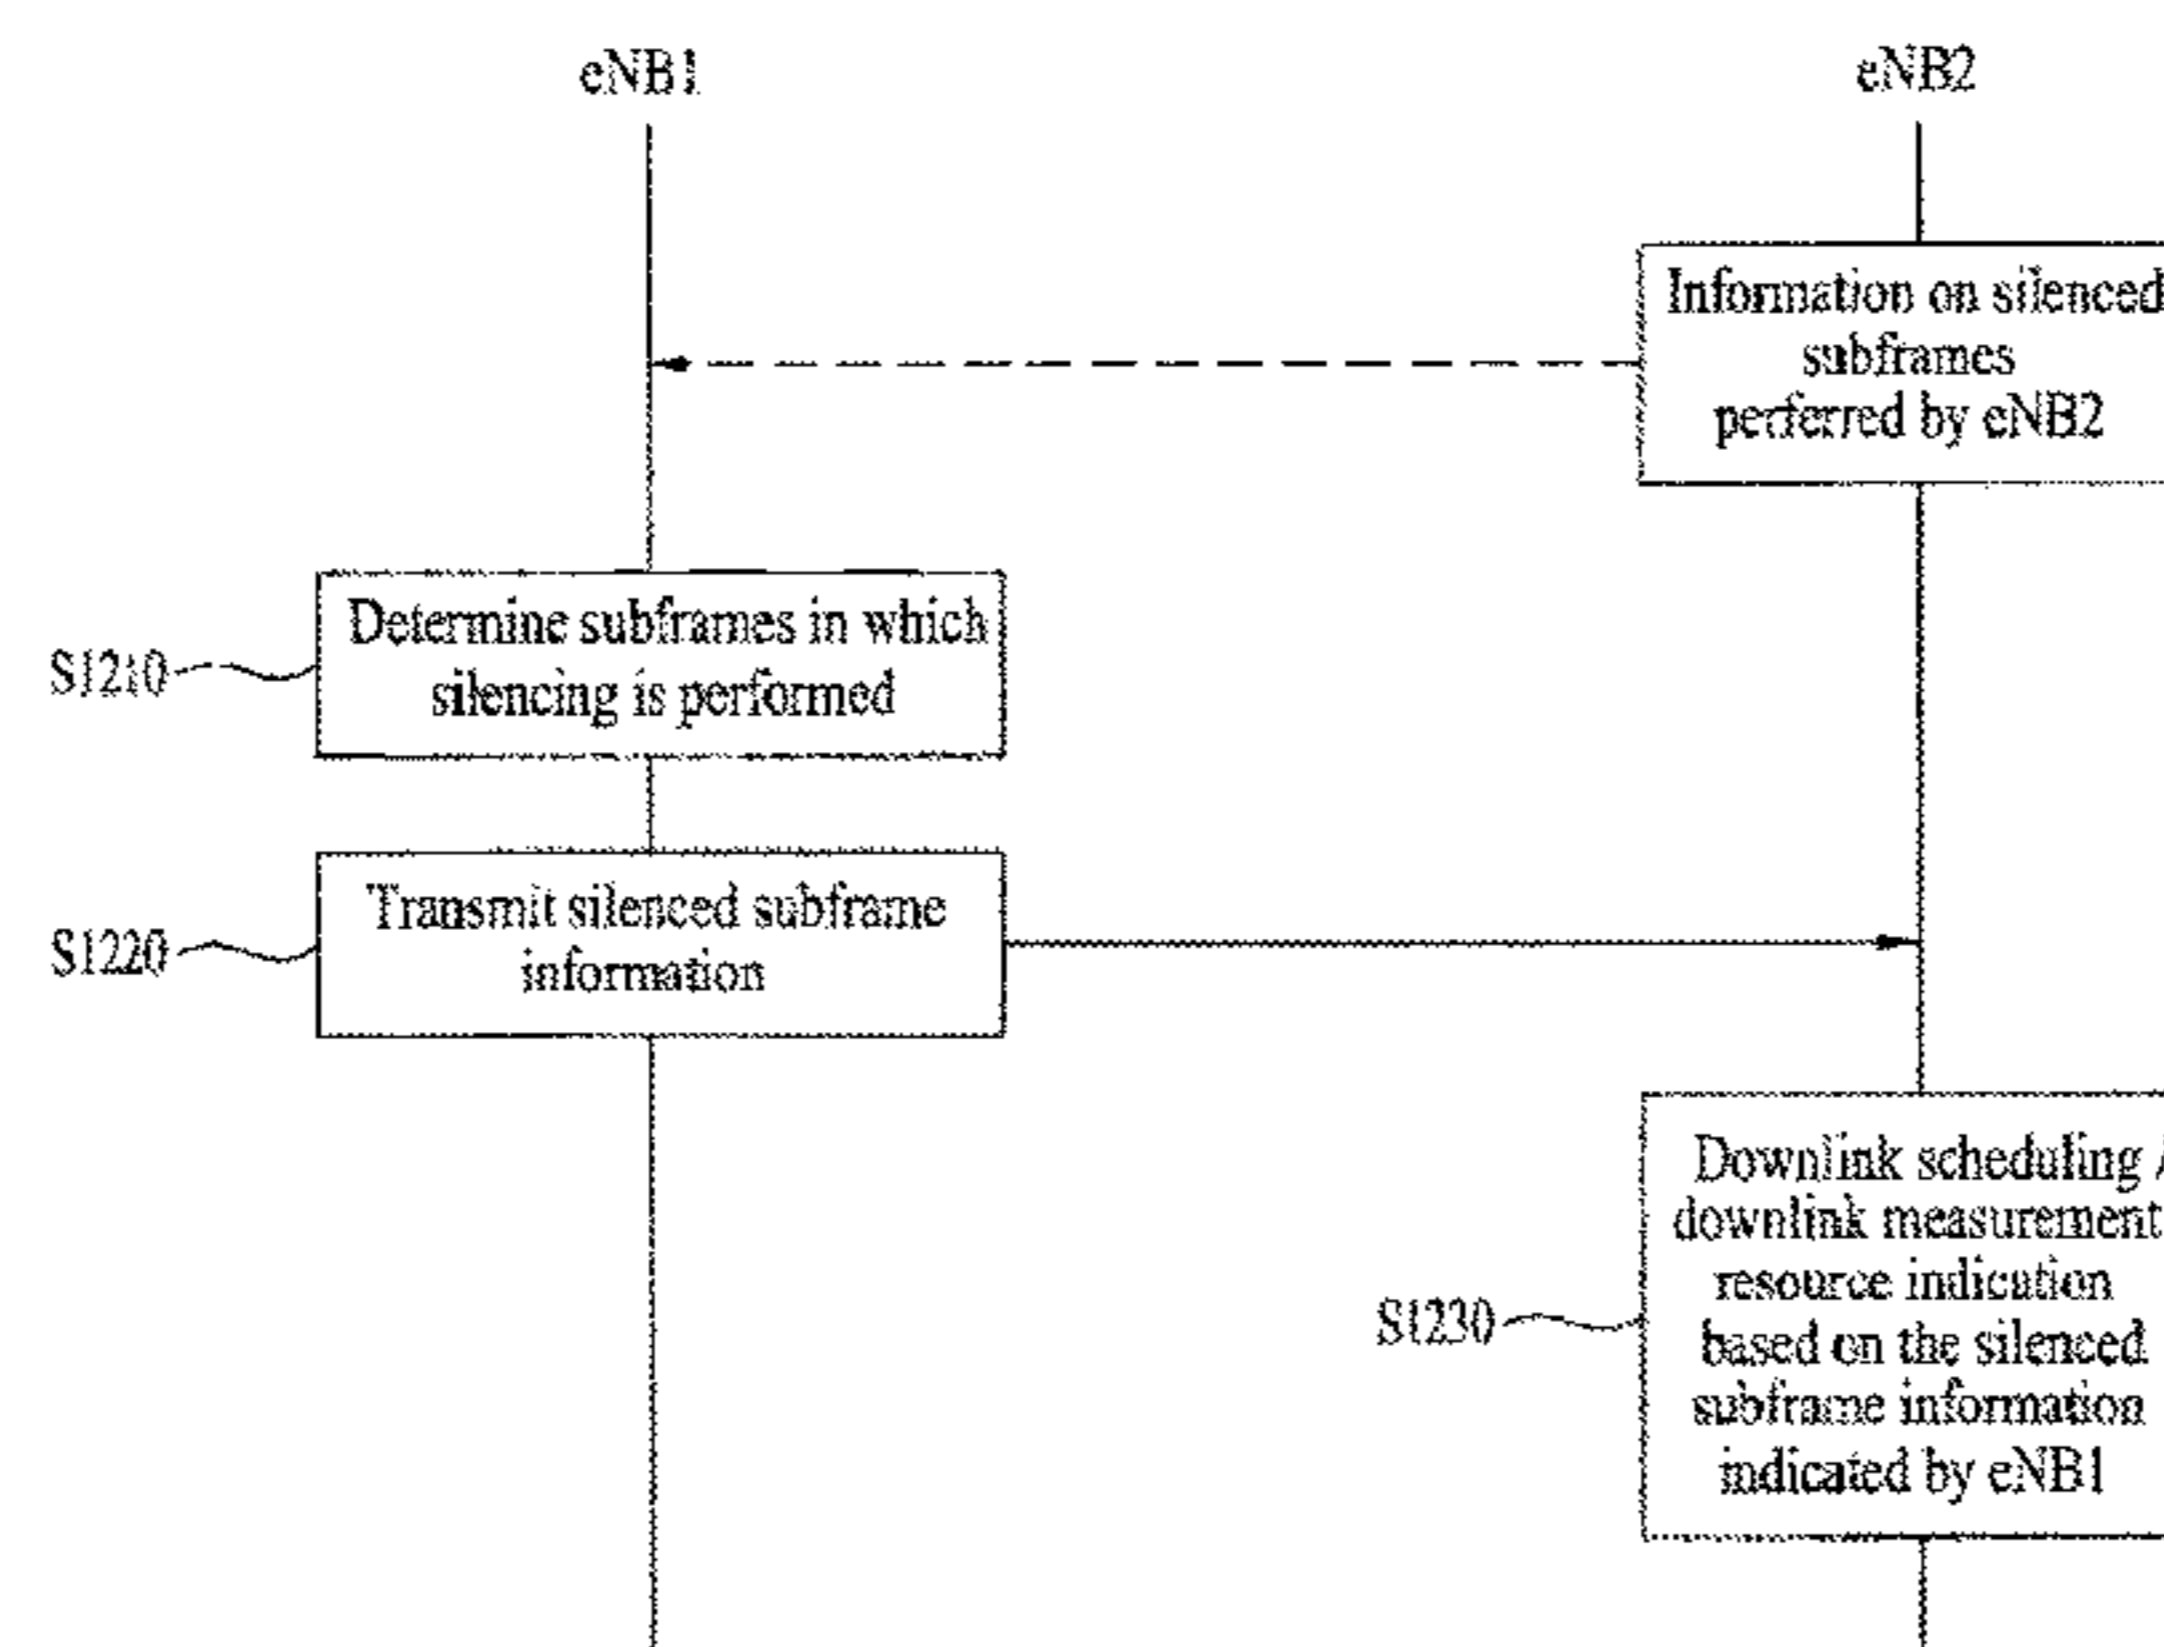 eNB1
eNB2
Information on silenced
subframes
perferred by eNB2
Determine subframes in which
silencing is performed
S1210
Transmit silenced subframe
information
S1220
Downlink scheduling /
downlink measurement
resource indication
based on the silenced
subframe information
indicated by eNB1
S1230